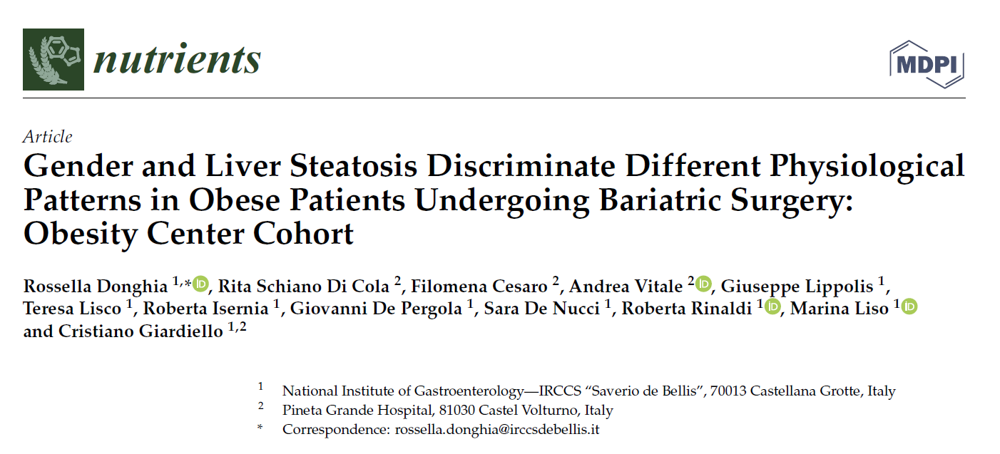 nutrients
MDPI
Article
Gender and Liver Steatosis Discriminate Different Physiological
Patterns in Obese Patients Undergoing Bariatric Surgery:
Obesity Center Cohort
Rossella Donghia 1,* iD, Rita Schiano Di Cola 2, Filomena Cesaro 2, Andrea Vitale 2 iD, Giuseppe Lippolis 1,
Teresa Lisco 1, Roberta Isernia 1, Giovanni De Pergola 1, Sara De Nucci 1, Roberta Rinaldi 1 iD, Marina Liso 1 iD
and Cristiano Giardiello 1,2
1 National Institute of Gastroenterology—IRCCS “Saverio de Bellis”, 70013 Castellana Grotte, Italy
2 Pineta Grande Hospital, 81030 Castel Volturno, Italy
* Correspondence: rossella.donghia@irccsdebellis.it